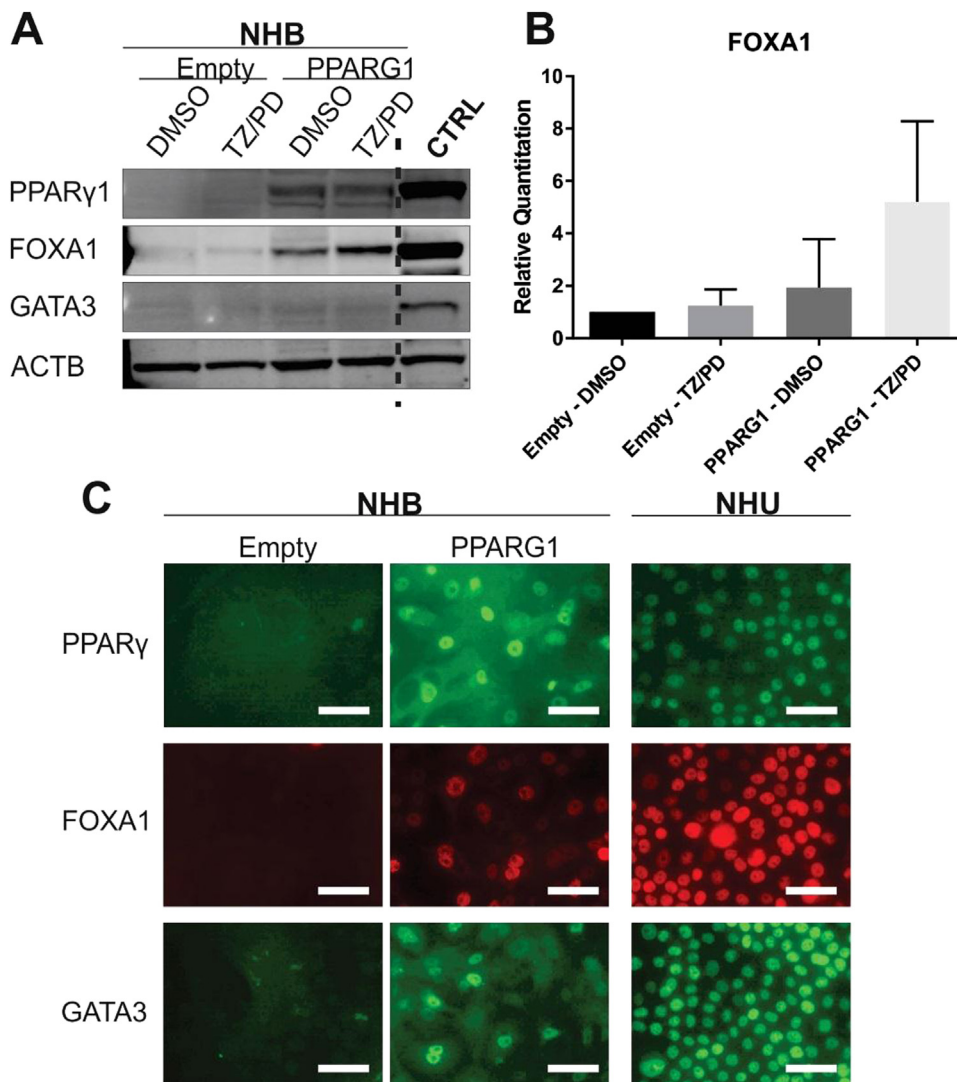 A
NHB
Empty PPARG1
DMSO TZ/PD DMSO TZ/PD CTRL
PPARγ1
FOXA1
GATA3
ACTB
B
FOXA1
Relative Quantitation
10
8
6
4
2
0
Empty - DMSO
Empty - TZ/PD
PPARG1 - DMSO
PPARG1 - TZ/PD
C
NHB NHU
Empty PPARG1
PPARγ
FOXA1
GATA3